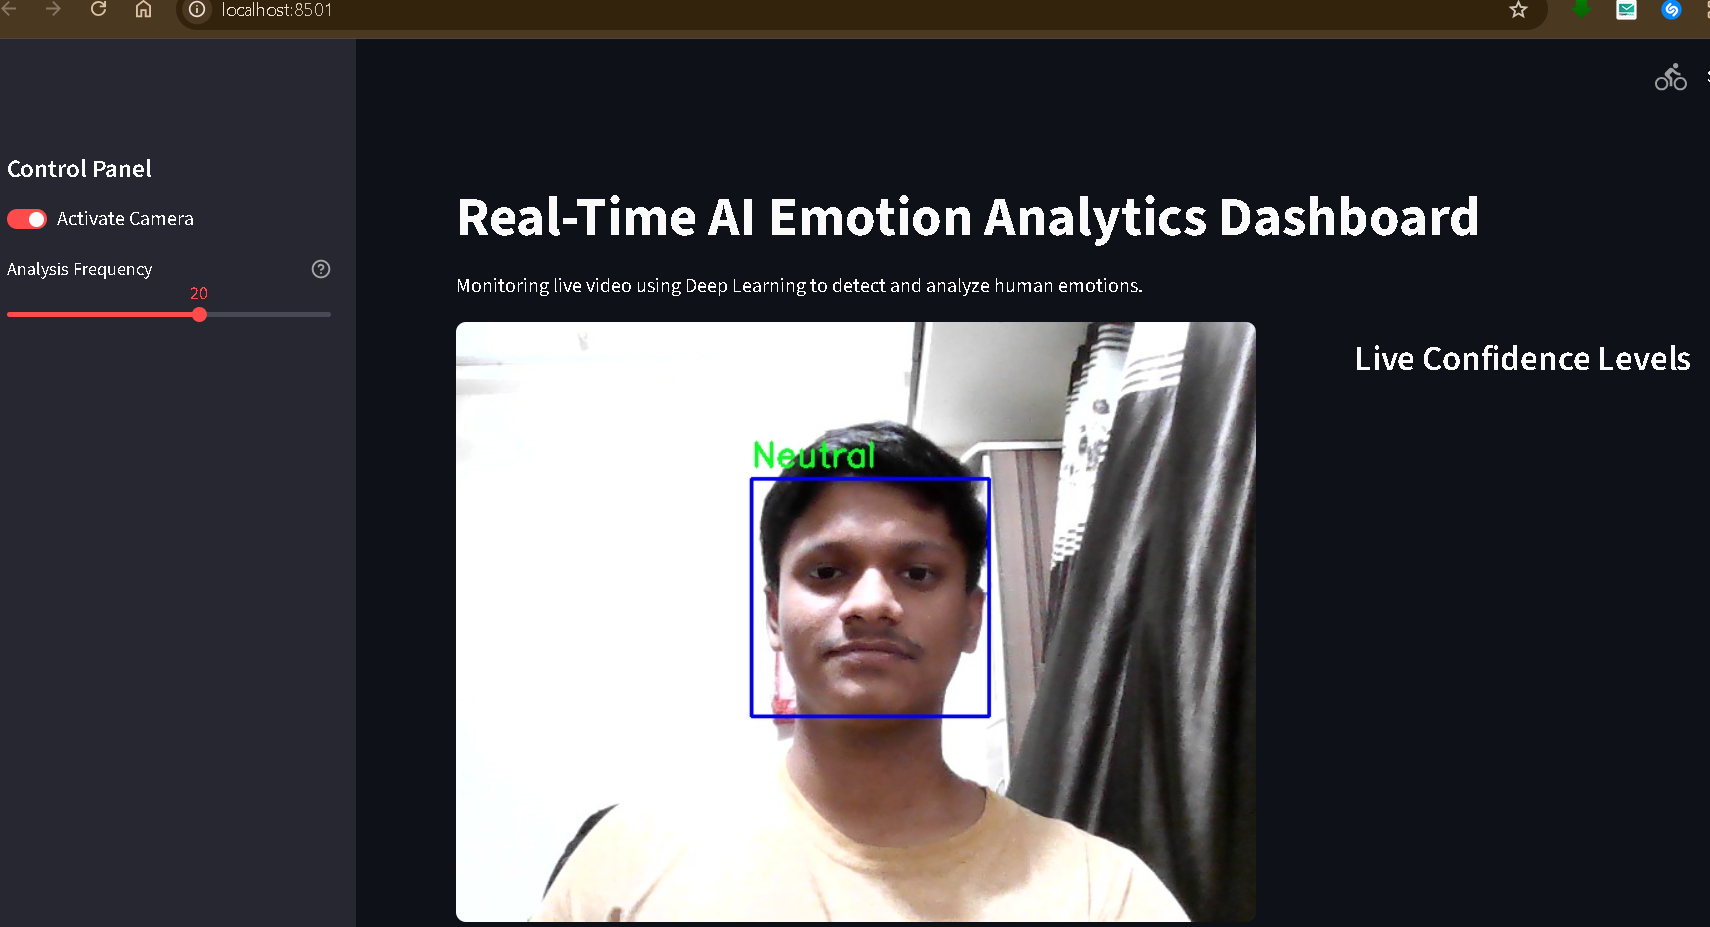 localhost:8501
Control Panel
Activate Camera
Analysis Frequency
20
Real-Time AI Emotion Analytics Dashboard
Monitoring live video using Deep Learning to detect and analyze human emotions.
Live Confidence Levels
Neutral